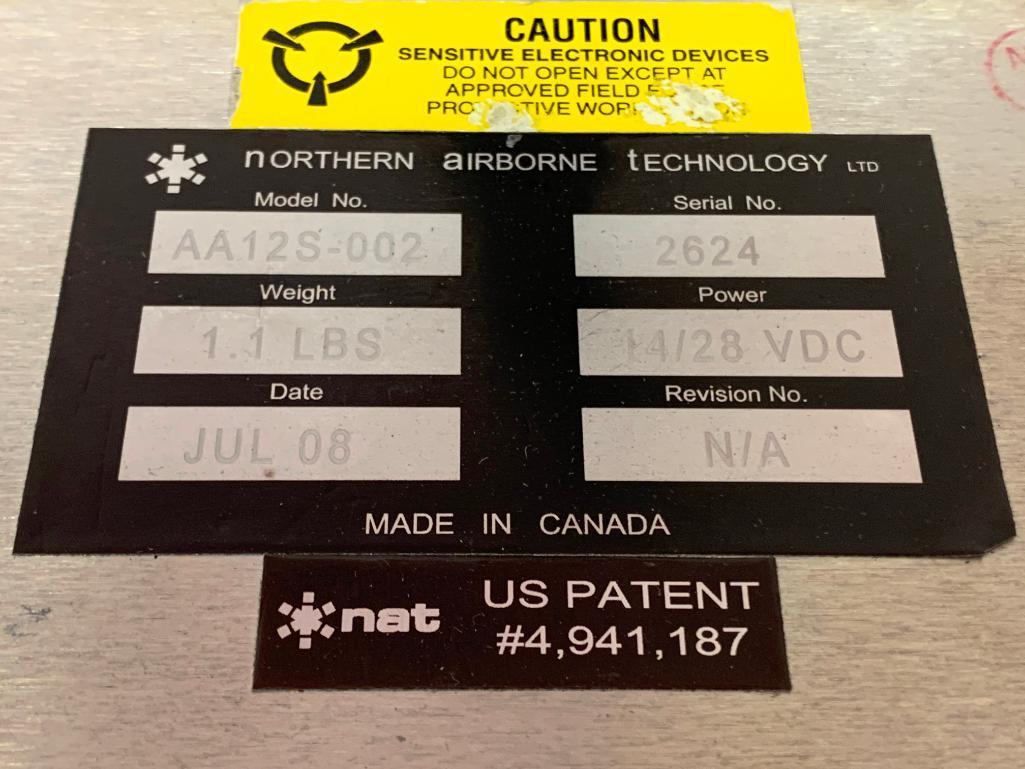 CAUTION
SENSITIVE ELECTRONIC DEVICES
DO NOT OPEN EXCEPT AT
APPROVED FIELD
nORTHERN aIRBORNE tECHNOLOGY LTD
Model No. Serial No.
AA12S-002 2624
Weight Power
1.1 LBS 14/28 VDC
Date Revision No.
JUL 08 N/A
MADE IN CANADA
nat US PATENT
#4,941,187